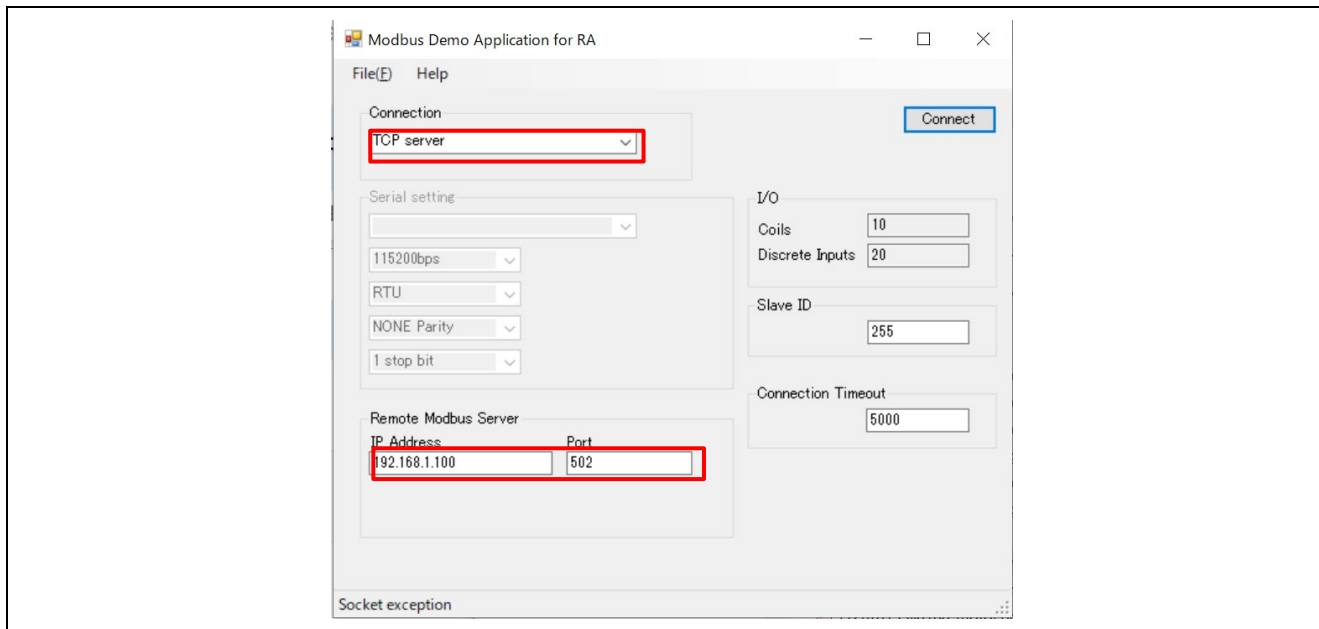 Modbus Demo Application for RA
File(F) Help
Connection
TCP server
Connect
Serial setting
115200bps
RTU
NONE Parity
1 stop bit
I/O
Coils 10
Discrete Inputs 20
Slave ID
255
Connection Timeout
5000
Remote Modbus Server
IP Address Port
192.168.1.100 502
Socket exception